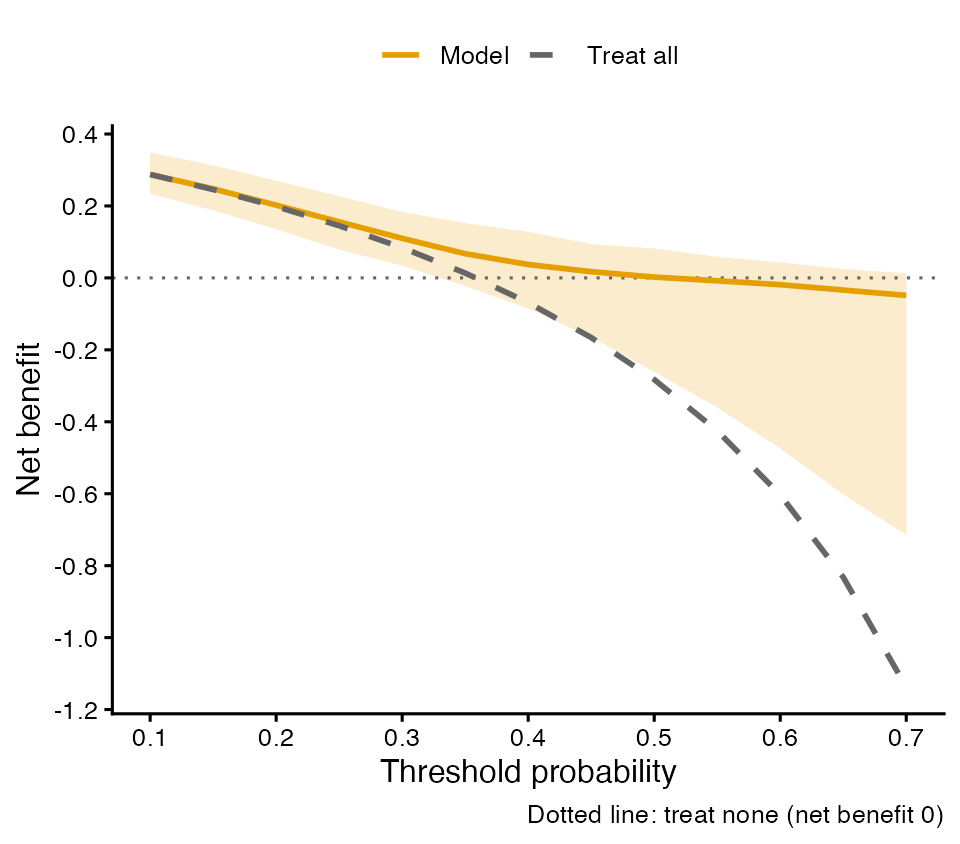 Model Treat all
0.4
0.2
0.0
-0.2
-0.4
-0.6
-0.8
-1.0
-1.2
Net benefit
0.1 0.2 0.3 0.4 0.5 0.6 0.7
Threshold probability
Dotted line: treat none (net benefit 0)